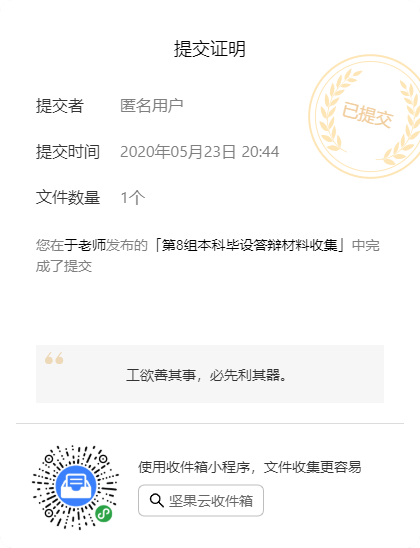 提交证明
已提交
提交者 匿名用户
提交时间 2020年05月23日 20:44
文件数量 1个
您在于老师发布的「第8组本科毕设答辩材料收集」中完
成了提交
工欲善其事，必先利其器。
使用收件箱小程序，文件收集更容易
坚果云收件箱